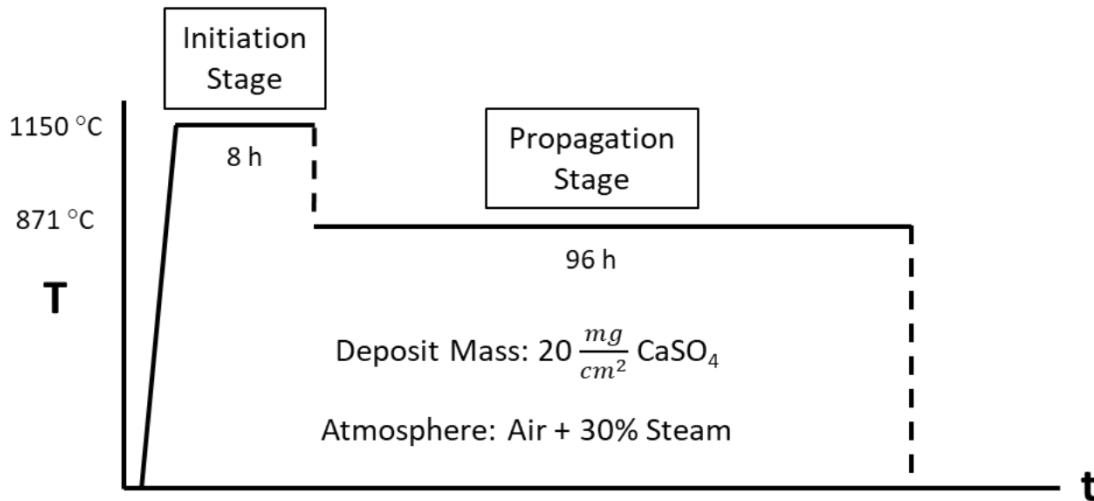 Initiation
Stage
1150 °C
8 h
Propagation
Stage
871 °C
96 h
T
Deposit Mass: 20 mg/cm² CaSO₄
Atmosphere: Air + 30% Steam
t